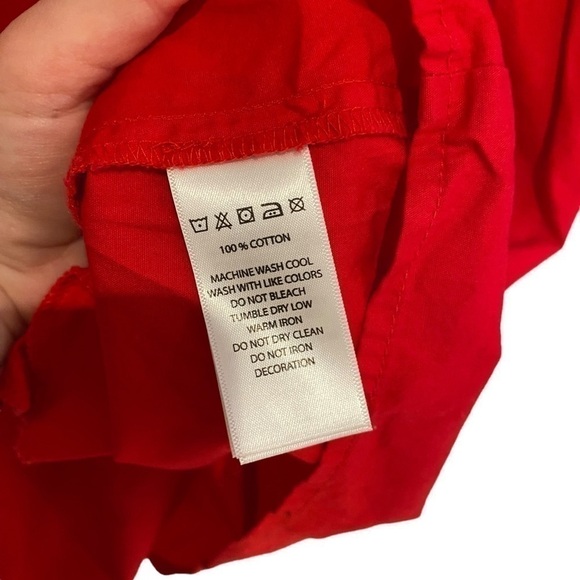 100 % COTTON
MACHINE WASH COOL
WASH WITH LIKE COLORS
DO NOT BLEACH
TUMBLE DRY LOW
WARM IRON
DO NOT DRY CLEAN
DO NOT IRON
DECORATION